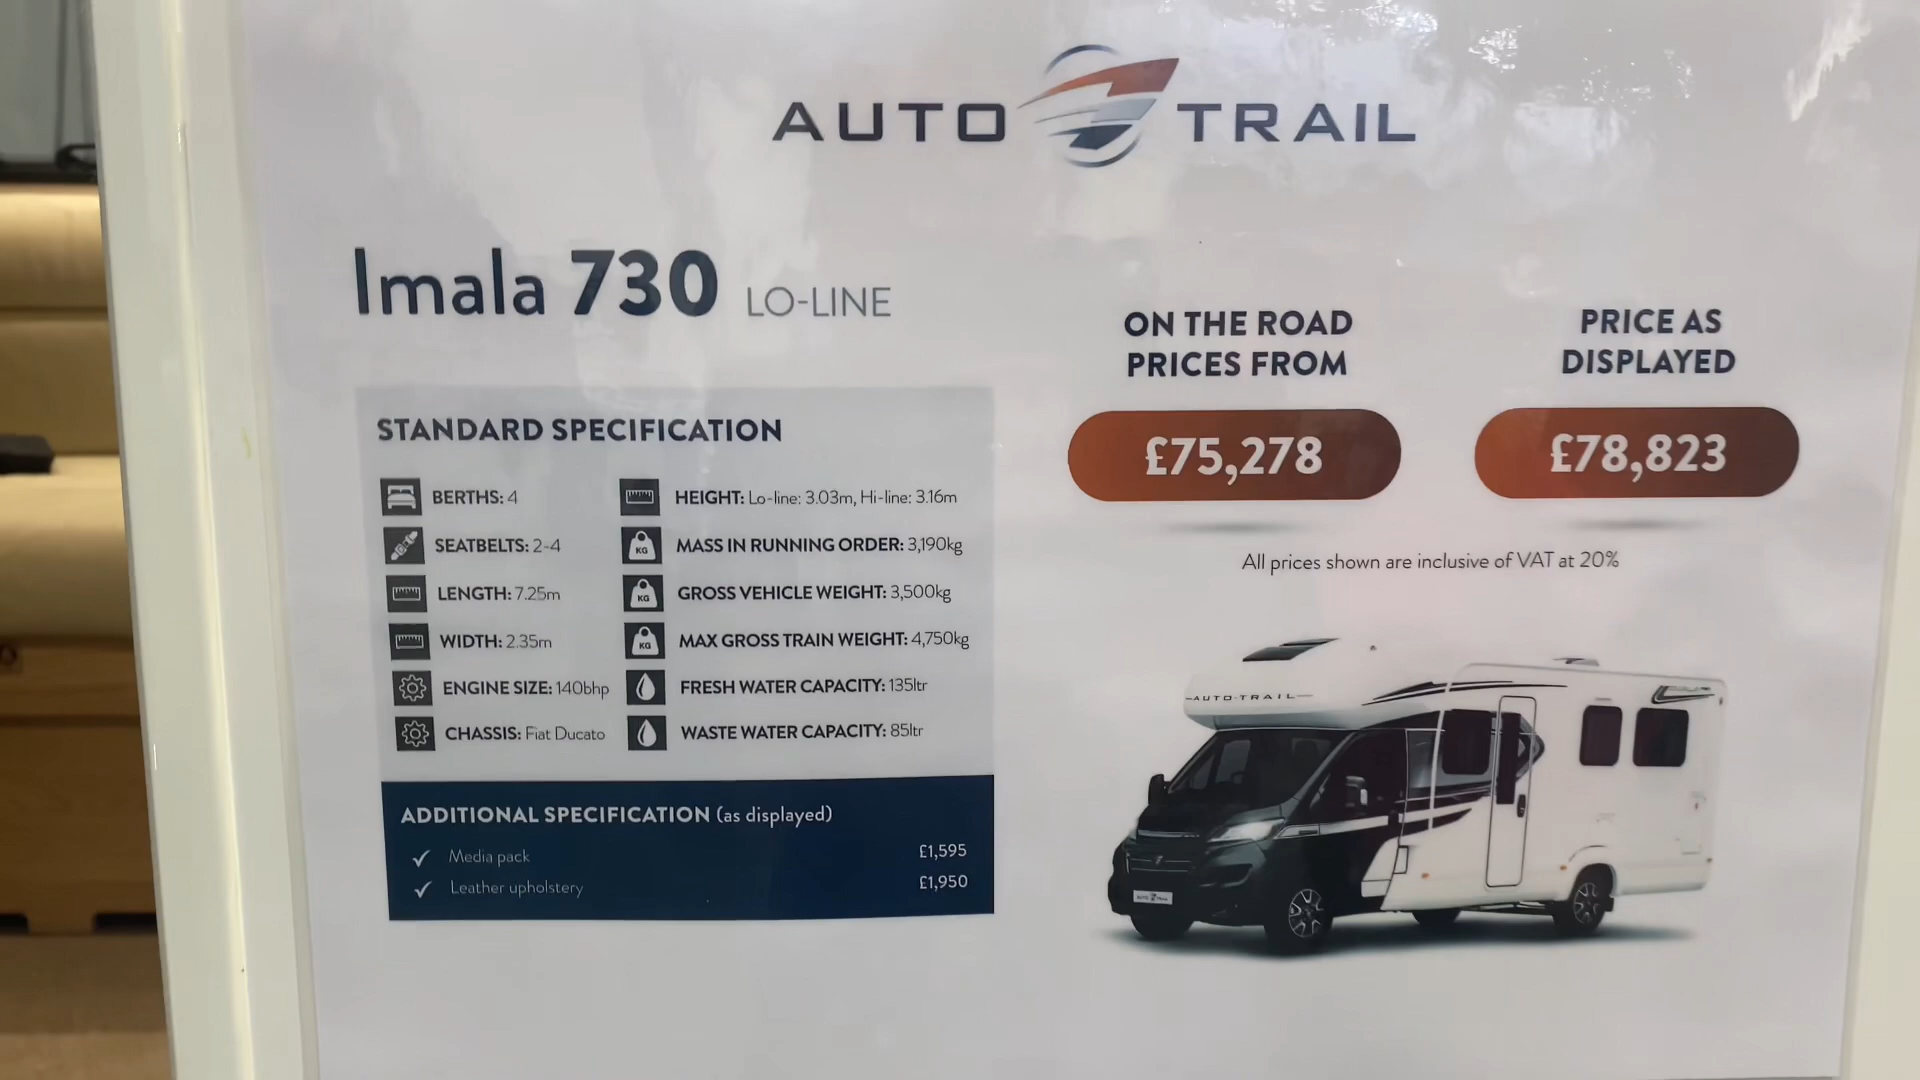 AUTO TRAIL
Imala 730 LO-LINE
ON THE ROAD
PRICES FROM
£75,278
PRICE AS
DISPLAYED
£78,823
All prices shown are inclusive of VAT at 20%
STANDARD SPECIFICATION
BERTHS: 4
SEATBELTS: 2-4
LENGTH: 7.25m
WIDTH: 2.35m
ENGINE SIZE: 140bhp
CHASSIS: Fiat Ducato
HEIGHT: Lo-line: 3.03m, Hi-line: 3.16m
KG MASS IN RUNNING ORDER: 3,190kg
KG GROSS VEHICLE WEIGHT: 3,500kg
KG MAX GROSS TRAIN WEIGHT: 4,750kg
FRESH WATER CAPACITY: 135ltr
WASTE WATER CAPACITY: 85ltr
ADDITIONAL SPECIFICATION (as displayed)
Media pack £1,595
Leather upholstery £1,950
AUTO-TRAIL